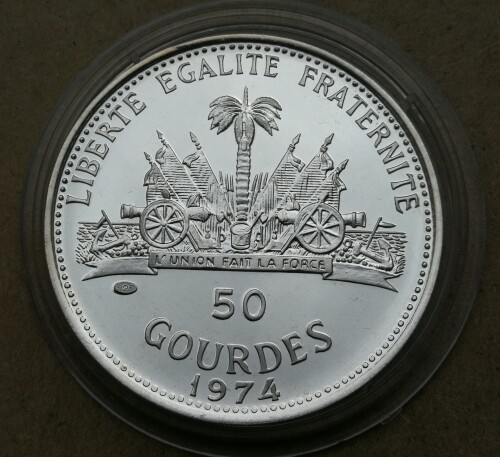 LIBERTE EGALITE FRATERNITE
L'UNION FAIT LA FORCE
50
GOURDES
1974